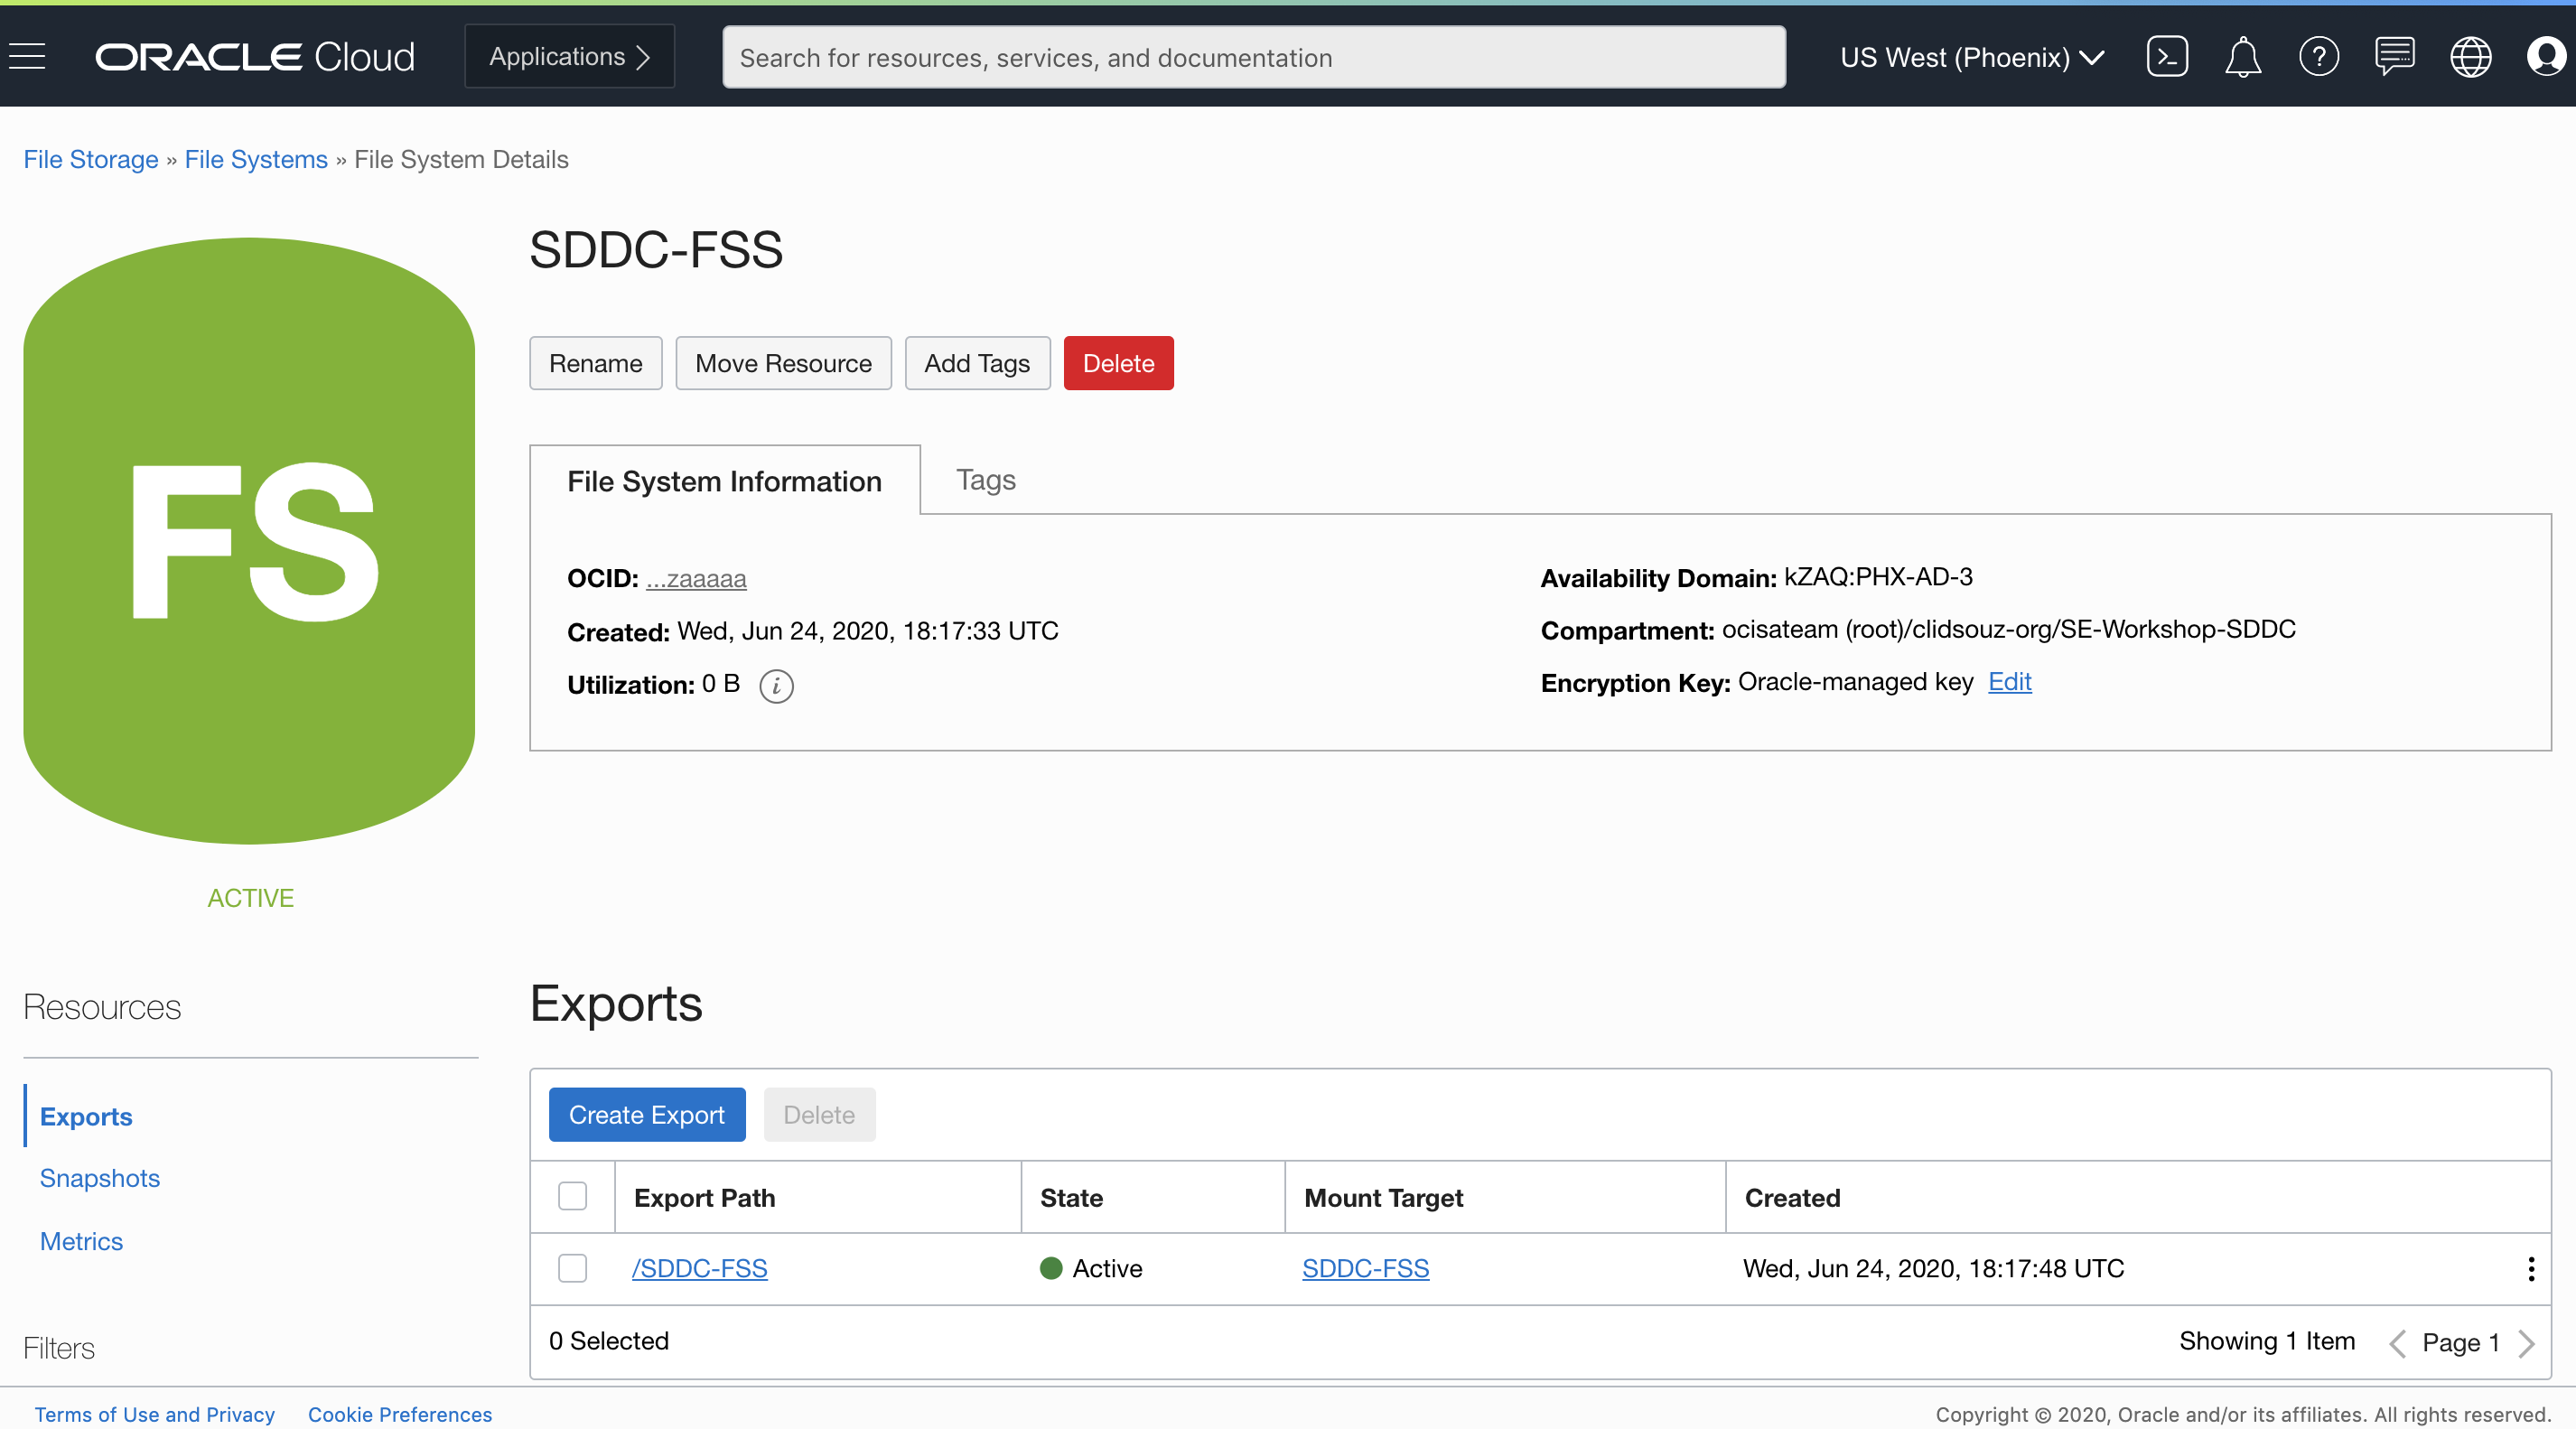 ORACLE Cloud
Applications
Search for resources, services, and documentation
US West (Phoenix)
File Storage » File Systems » File System Details
FS
ACTIVE
SDDC-FSS
Rename
Move Resource
Add Tags
Delete
File System Information
Tags
OCID: ...zaaaaa
Created: Wed, Jun 24, 2020, 18:17:33 UTC
Utilization: 0 B i
Availability Domain: kZAQ:PHX-AD-3
Compartment: ocisateam (root)/clidsouz-org/SE-Workshop-SDDC
Encryption Key: Oracle-managed key Edit
Resources
Exports
Snapshots
Metrics
Filters
Exports
Create Export
Delete
Export Path State Mount Target Created
/SDDC-FSS Active SDDC-FSS Wed, Jun 24, 2020, 18:17:48 UTC
0 Selected
Showing 1 Item
Page 1
Terms of Use and Privacy
Cookie Preferences
Copyright © 2020, Oracle and/or its affiliates. All rights reserved.